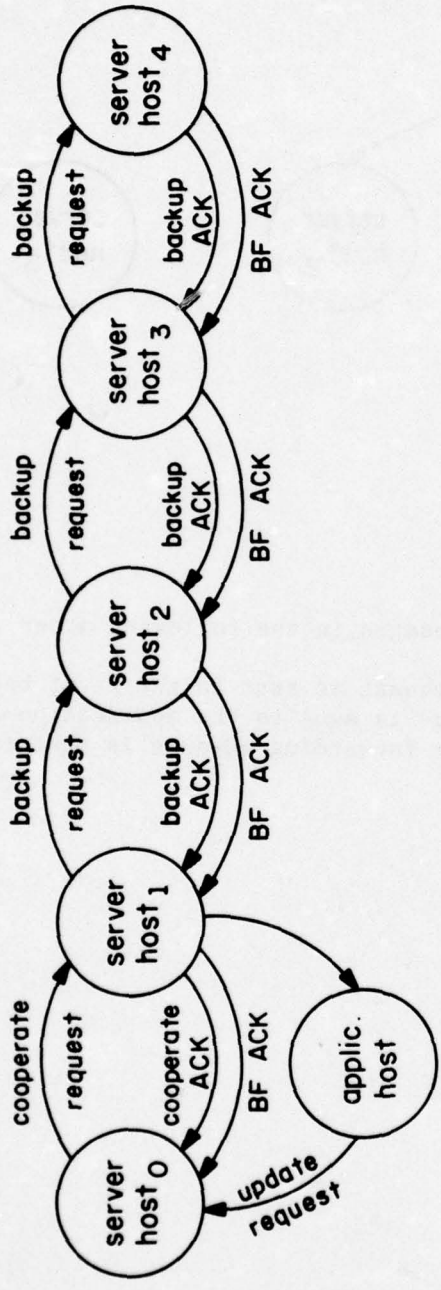 server
host 0
cooperate
request
cooperate
ACK
BF ACK
update
request
applic.
host
server
host 1
backup
request
backup
ACK
BF ACK
server
host 2
backup
request
backup
ACK
BF ACK
server
host 3
backup
request
backup
ACK
BF ACK
server
host 4